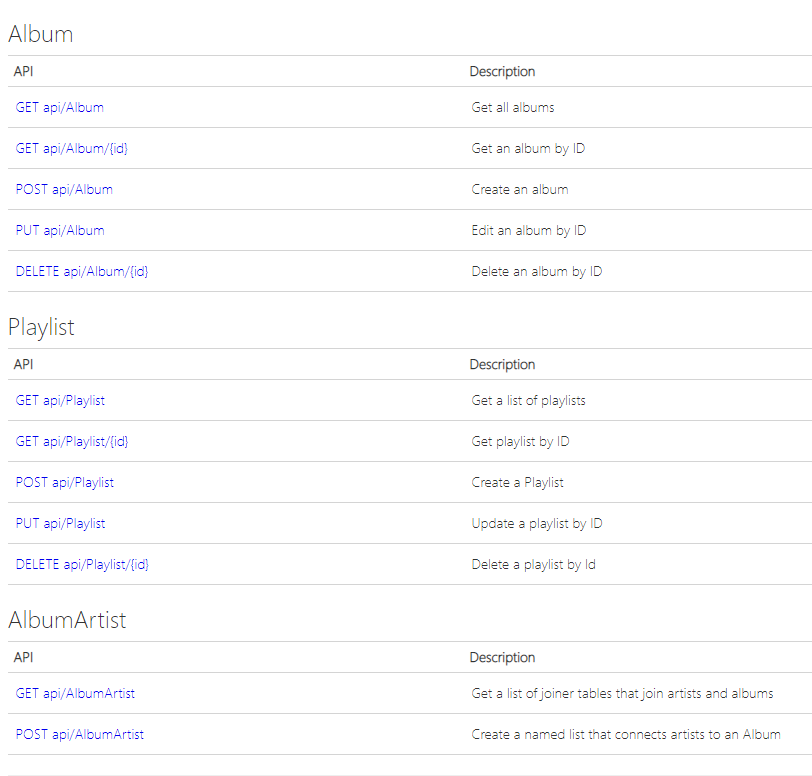 Album
API Description
GET api/Album Get all albums
GET api/Album/{id} Get an album by ID
POST api/Album Create an album
PUT api/Album Edit an album by ID
DELETE api/Album/{id} Delete an album by ID
Playlist
API Description
GET api/Playlist Get a list of playlists
GET api/Playlist/{id} Get playlist by ID
POST api/Playlist Create a Playlist
PUT api/Playlist Update a playlist by ID
DELETE api/Playlist/{id} Delete a playlist by Id
AlbumArtist
API Description
GET api/AlbumArtist Get a list of joiner tables that join artists and albums
POST api/AlbumArtist Create a named list that connects artists to an Album